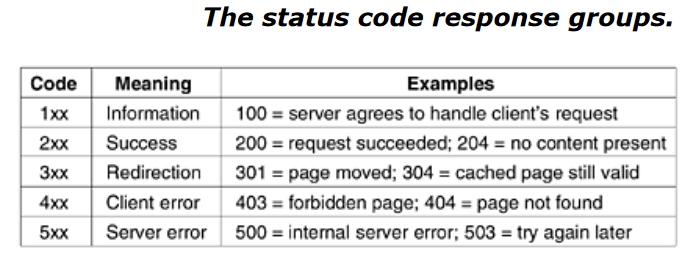 The status code response groups.
Code Meaning Examples
1xx Information 100 = server agrees to handle client's request
2xx Success 200 = request succeeded; 204 = no content present
3xx Redirection 301 = page moved; 304 = cached page still valid
4xx Client error 403 = forbidden page; 404 = page not found
5xx Server error 500 = internal server error; 503 = try again later